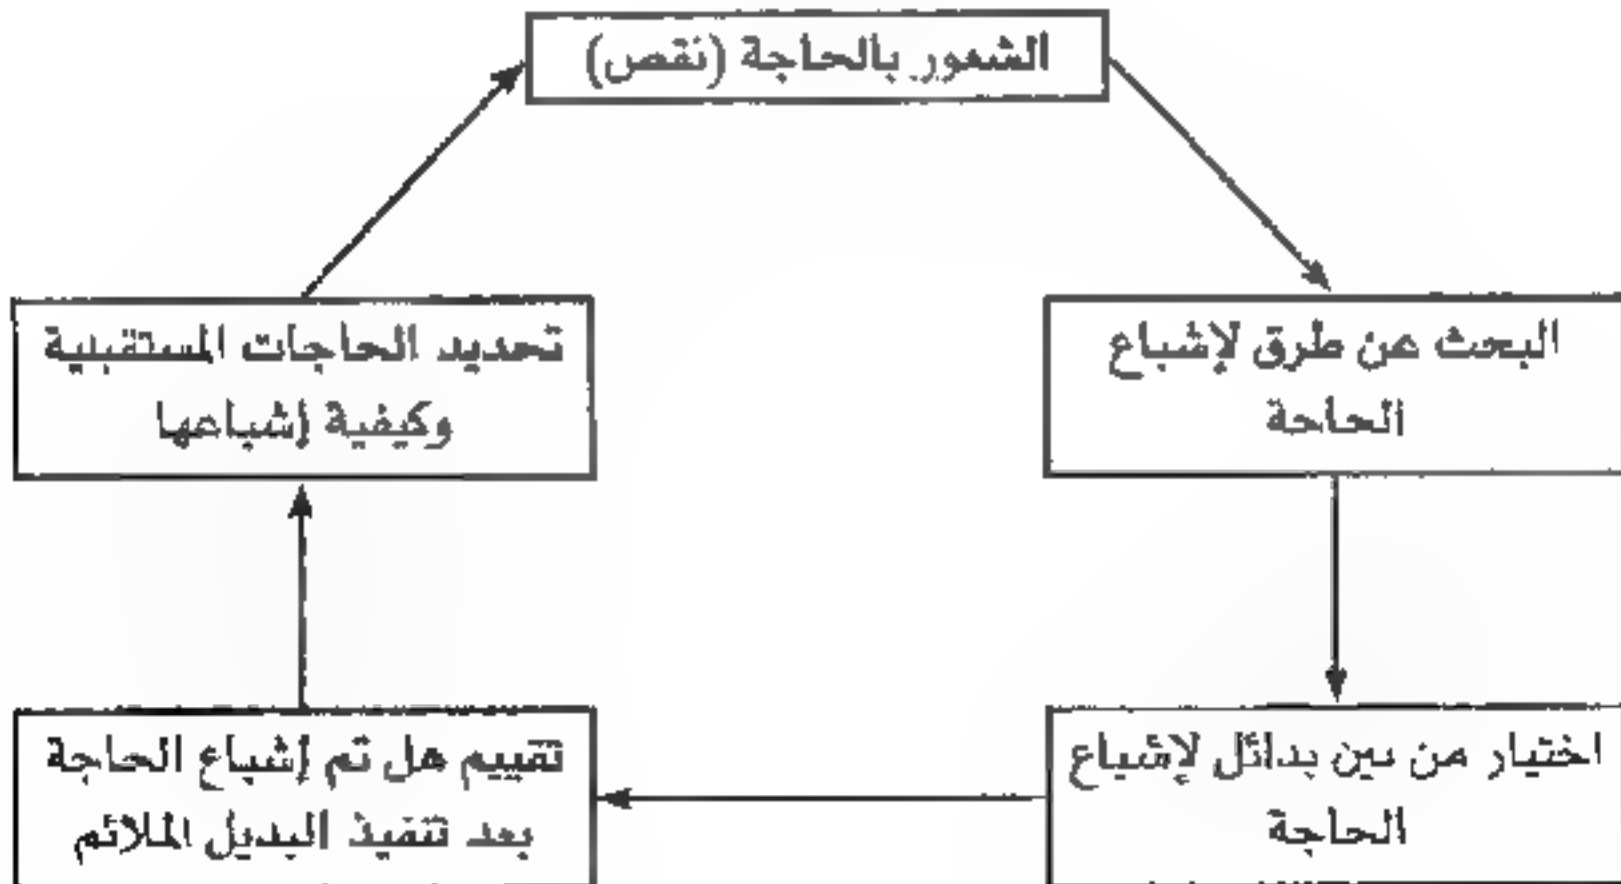 الشعور بالحاجة (نقص)
البحث عن طرق لإشباع
الحاجة
اختيار من بين بدائل لإشباع
الحاجة
تقييم هل تم إشباع الحاجة
بعد تنفيذ البديل الملائم
تحديد الحاجات المستقبلية
وكيفية إشباعها